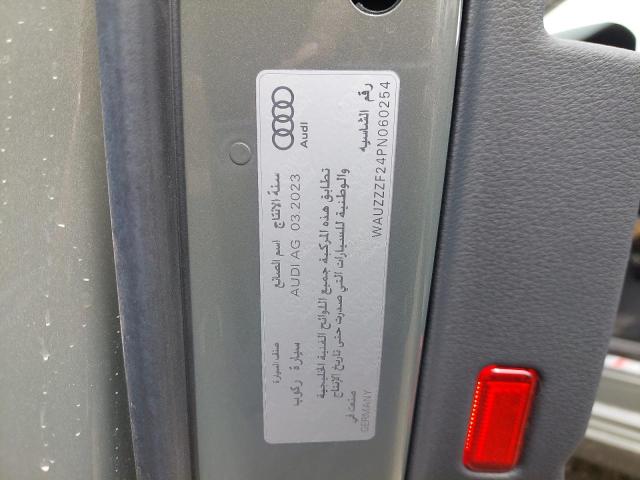 Audi
رقم الشاسيه
WAUZZZF24PN060254
سنة الإنتاج
03.2023
اسم الصانع
AUDI AG
صنف السيارة
سيارة ركوب
تطابق هذه المركبة جميع اللوائح الفنية الخليجية
والوطنية للسيارات التي صدرت حتى تاريخ الإنتاج
صنعت في
GERMANY